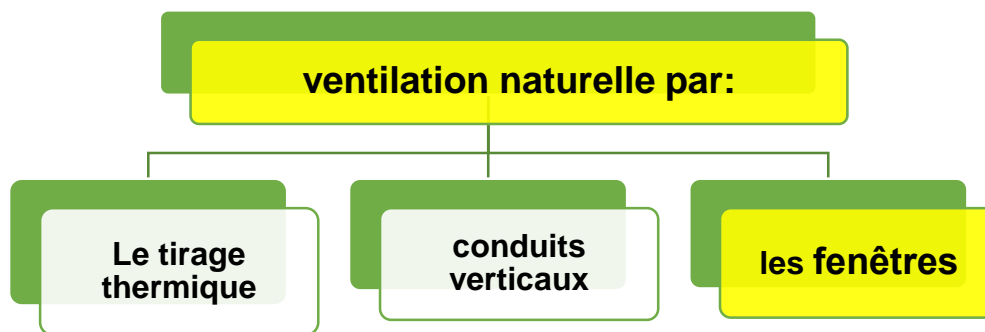 ventilation naturelle par:
Le tirage
thermique
conduits
verticaux
les fenêtres